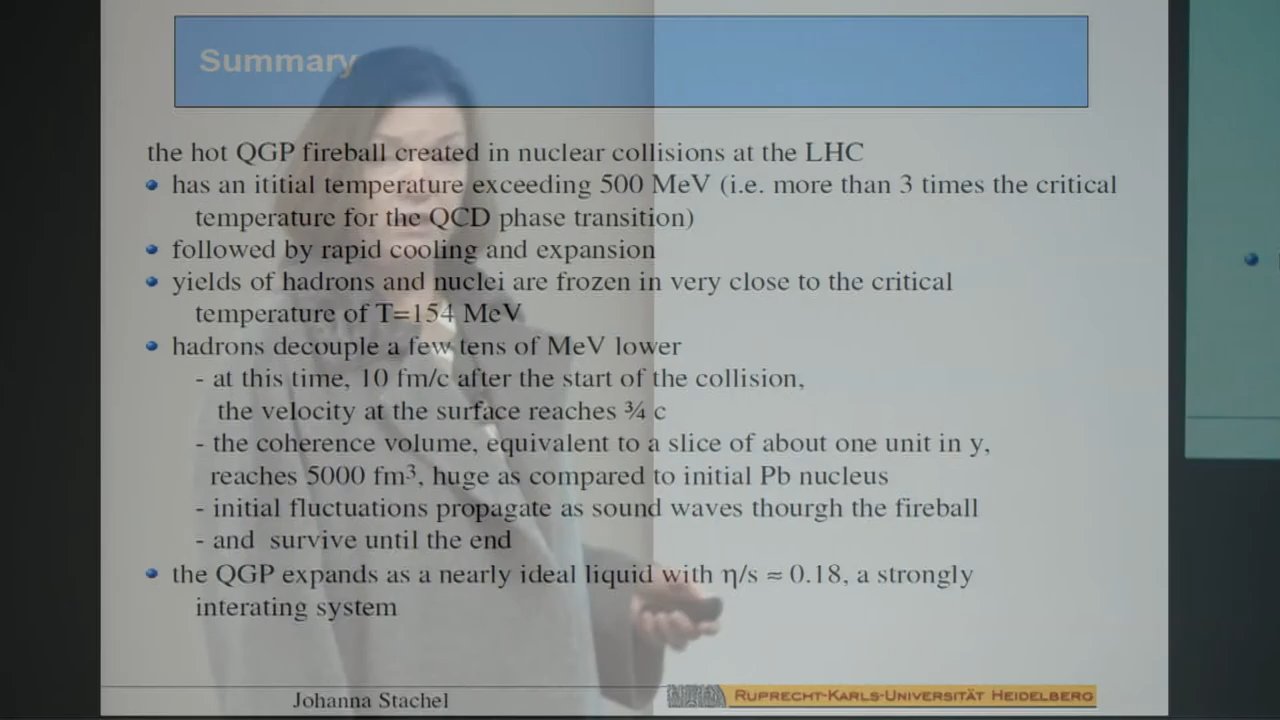 Summary
the hot QGP fireball created in nuclear collisions at the LHC
has an ititial temperature exceeding 500 MeV (i.e. more than 3 times the critical
temperature for the QCD phase transition)
followed by rapid cooling and expansion
yields of hadrons and nuclei are frozen in very close to the critical
temperature of T=154 MeV
hadrons decouple a few tens of MeV lower
- at this time, 10 fm/c after the start of the collision,
the velocity at the surface reaches ¾ c
- the coherence volume, equivalent to a slice of about one unit in y,
reaches 5000 fm³, huge as compared to initial Pb nucleus
- initial fluctuations propagate as sound waves thourgh the fireball
- and survive until the end
the QGP expands as a nearly ideal liquid with η/s ≈ 0.18, a strongly
interating system
Johanna Stachel
RUPRECHT-KARLS-UNIVERSITÄT HEIDELBERG